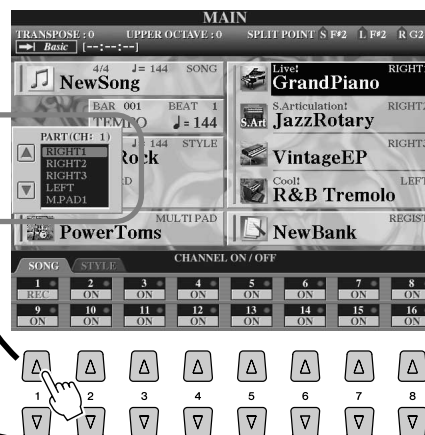 MAIN
TRANSPOSE : 0 UPPER OCTAVE : 0 SPLIT POINT S F#2 L F#2 R G2
Basic [--:--:--]
4/4 ♩= 144 SONG
NewSong
BAR 001 BEAT 1
TEMPO ♩= 144
PART(CH: 1)
RIGHT1
RIGHT2
RIGHT3
LEFT
M.PAD1
♩= 144 STYLE
Rock
MULTI PAD
PowerToms
Live! RIGHT1
GrandPiano
S.Articulation! RIGHT2
S.Art JazzRotary
RIGHT3
VintageEP
Cool! LEFT
R&B Tremolo
REGIST
NewBank
SONG STYLE CHANNEL ON / OFF
1 2 3 4 5 6 7 8
REC ON ON ON ON ON ON ON
9 10 11 12 13 14 15 16
ON ON ON ON ON ON ON ON
1 2 3 4 5 6 7 8